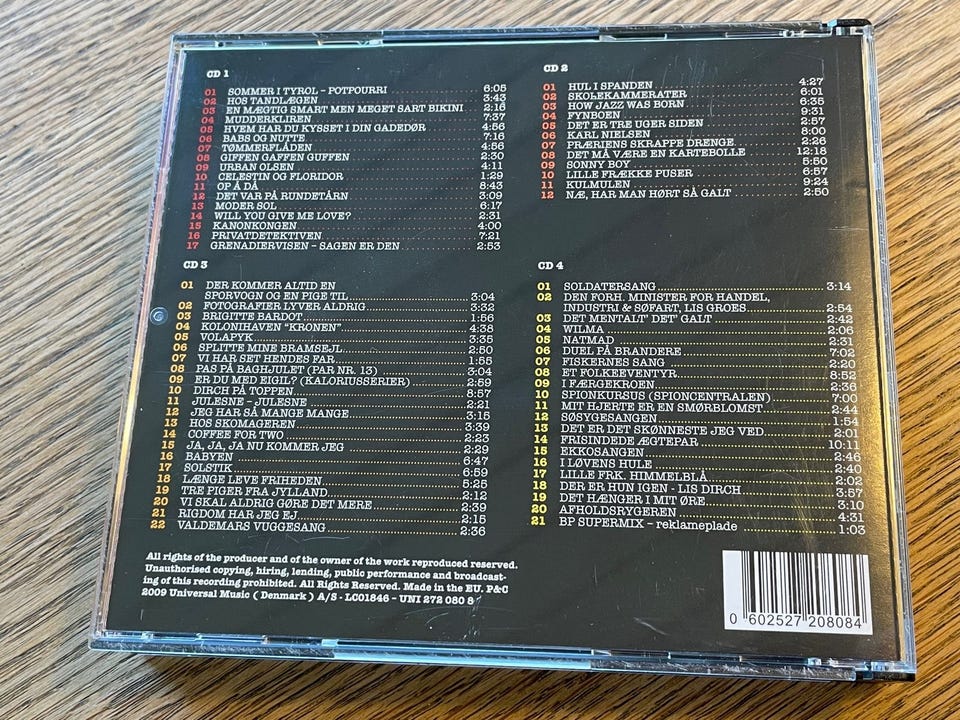 CD 1
01 SOMMER I TYROL – POTPOURRI 6:05
02 HOS TANDLÆGEN 3:43
03 EN MÆGTIG SMART MEN MEGET SART BIKINI 2:18
04 MUDDERKLIREN 7:37
05 HVEM HAR DU KYSSET I DIN GADEDØR 4:56
06 BABS OG NUTTE 7:16
07 TØMMERFLÅDEN 4:56
08 GIFFEN GAFFEN GUFFEN 2:30
09 URBAN OLSEN 4:11
10 CELESTIN OG FLORIDOR 1:29
11 OP Å DÅ 8:43
12 DET VAR PÅ RUNDETÅRN 3:09
13 MODER SOL 6:17
14 WILL YOU GIVE ME LOVE? 2:31
15 KANONKONGEN 4:00
16 PRIVATDETEKTIVEN 7:21
17 GRENADIERVISEN – SAGEN ER DEN 2:53
CD 2
01 HUL I SPANDEN 4:27
02 SKOLEKAMMERATER 6:01
03 HOW JAZZ WAS BORN 6:35
04 FYNBOEN 9:31
05 DET ER TRE UGER SIDEN 2:57
06 KARL NIELSEN 8:00
07 PRÆRIENS SKRAPPE DRENGE 2:26
08 DET MÅ VÆRE EN KARTEBOLLE 12:18
09 SONNY BOY 5:50
10 LILLE FRÆKKE PUSER 6:57
11 KULMULEN 9:24
12 NÆ, HAR MAN HØRT SÅ GALT 2:50
CD 3
01 DER KOMMER ALTID EN
SPORVOGN OG EN PIGE TIL 3:04
02 FOTOGRAFIER LYVER ALDRIG 3:32
03 BRIGITTE BARDOT 1:56
04 KOLONIHAVEN "KRONEN" 4:38
05 VOLAPYK 3:35
06 SPLITTE MINE BRAMSEJL 2:50
07 VI HAR SET HENDES FAR 1:55
08 PAS PÅ BAGHJULET (PAR NR. 13) 3:04
09 ER DU MED EIGIL? (KALORIUSSERIER) 2:59
10 DIRCH PÅ TOPPEN 8:57
11 JULESNE – JULESNE 2:21
12 JEG HAR SÅ MANGE MANGE 3:15
13 HOS SKOMAGEREN 3:39
14 COFFEE FOR TWO 2:23
15 JA, JA, JA NU KOMMER JEG 2:29
16 BABYEN 6:47
17 SOLSTIK 6:59
18 LÆNGE LEVE FRIHEDEN 5:25
19 TRE PIGER FRA JYLLAND 2:12
20 VI SKAL ALDRIG GØRE DET MERE 2:39
21 RIGDOM HAR JEG EJ 2:15
22 VALDEMARS VUGGESANG 2:36
CD 4
01 SOLDATERSANG 3:14
02 DEN FORH. MINISTER FOR HANDEL,
INDUSTRI & SØFART, LIS GROES 2:54
03 DET MENTALT' DET' GALT 2:42
04 WILMA 2:06
05 NATMAD 2:31
06 DUEL PÅ BRANDERE 7:02
07 FISKERNES SANG 2:20
08 ET FOLKEEVENTYR 8:52
09 I FÆRGEKROEN 2:36
10 SPIONKURSUS (SPIONCENTRALEN) 7:00
11 MIT HJERTE ER EN SMØRBLOMST 2:44
12 SØSYGESANGEN 1:54
13 DET ER DET SKØNNESTE JEG VED 2:01
14 FRISINDEDE ÆGTEPAR 10:11
15 EKKOSANGEN 2:46
16 I LØVENS HULE 2:40
17 LILLE FRK. HIMMELBLÅ 2:02
18 DER ER HUN IGEN - LIS DIRCH 3:57
19 DET HÆNGER I MIT ØRE 3:10
20 AFHOLDSRYGEREN 4:31
21 BP SUPERMIX – reklameplade 1:03
All rights of the producer and of the owner of the work reproduced reserved.
Unauthorised copying, hiring, lending, public performance and broadcast-
ing of this recording prohibited. All Rights Reserved. Made in the EU. P&C
2009 Universal Music ( Denmark ) A/S - LC01846 – UNI 272 080 8
0 602527 208084